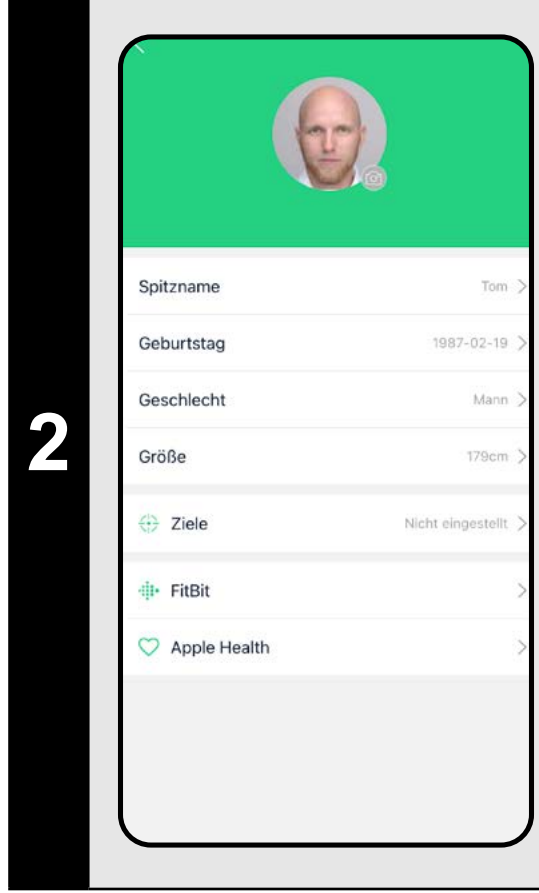 2
Spitzname Tom
Geburtstag 1987-02-19
Geschlecht Mann
Größe 179cm
Ziele Nicht eingestellt
FitBit
Apple Health